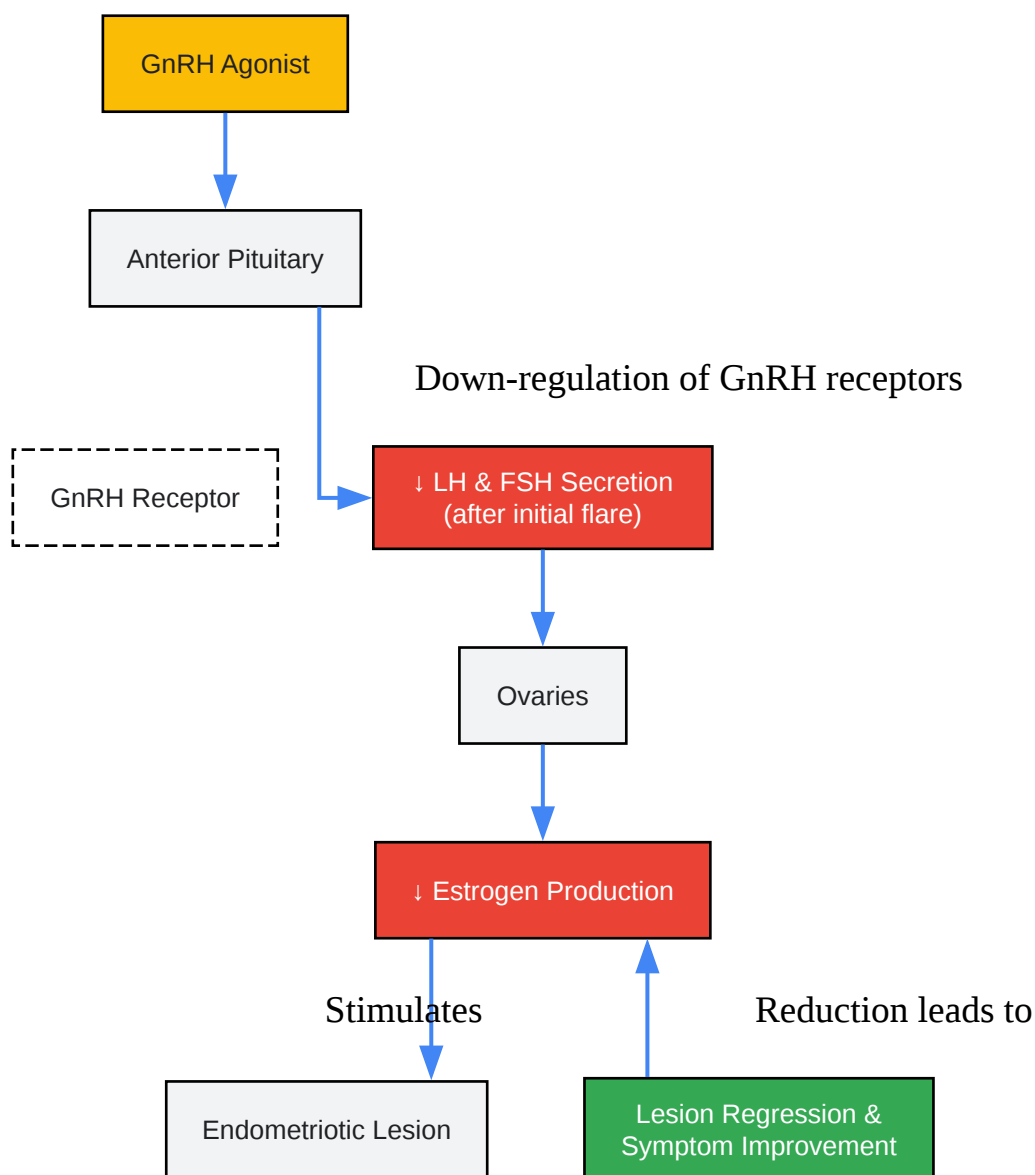 GnRH Agonist
Anterior Pituitary
Down-regulation of GnRH receptors
GnRH Receptor
↓ LH & FSH Secretion
(after initial flare)
Ovaries
↓ Estrogen Production
Stimulates
Reduction leads to
Endometriotic Lesion
Lesion Regression &
Symptom Improvement